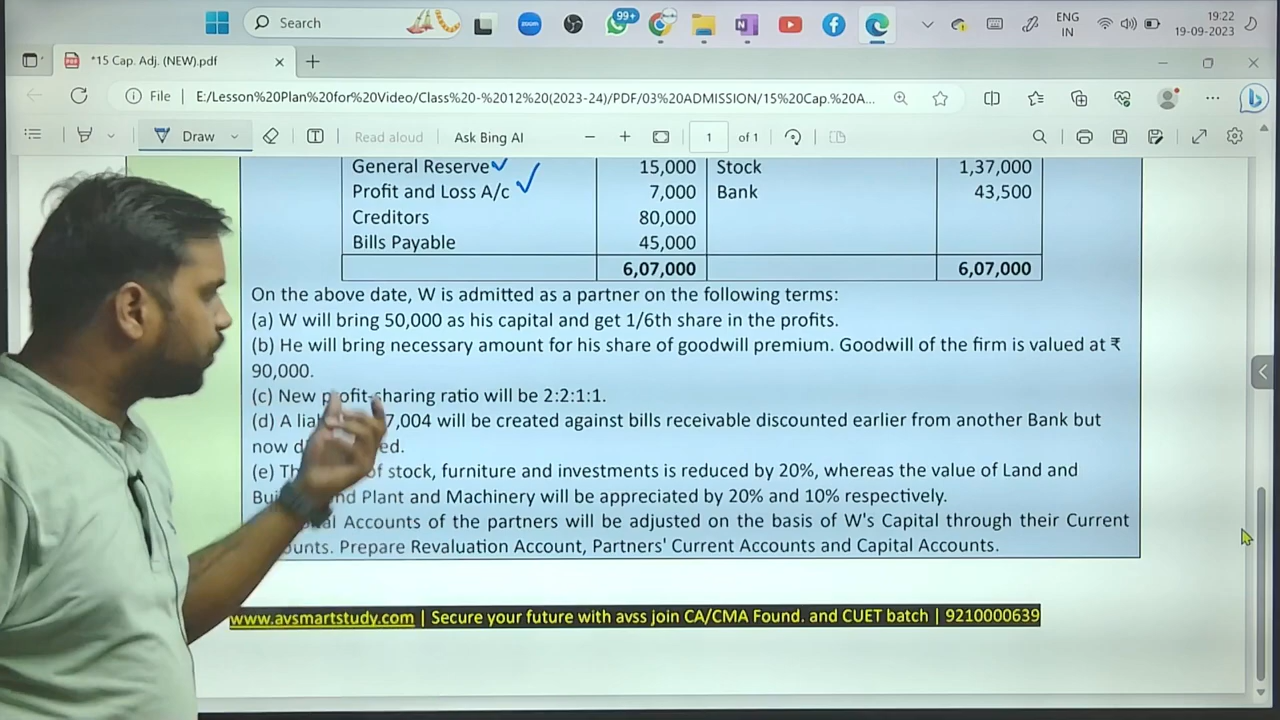 Search
zoom
99+
ENG
IN
19:22
19-09-2023
*15 Cap. Adj. (NEW).pdf
File | E:/Lesson%20Plan%20for%20Video/Class%20-%2012%20(2023-24)/PDF/03%20ADMISSION/15%20Cap.%20A...
Draw
Read aloud
Ask Bing AI
1 of 1
General Reserve 15,000 Stock 1,37,000
Profit and Loss A/c 7,000 Bank 43,500
Creditors 80,000
Bills Payable 45,000
6,07,000 6,07,000
On the above date, W is admitted as a partner on the following terms:
(a) W will bring 50,000 as his capital and get 1/6th share in the profits.
(b) He will bring necessary amount for his share of goodwill premium. Goodwill of the firm is valued at ₹
90,000.
(c) New profit-sharing ratio will be 2:2:1:1.
(d) A 7,004 will be created against bills receivable discounted earlier from another Bank but
now
(e) of stock, furniture and investments is reduced by 20%, whereas the value of Land and
Plant and Machinery will be appreciated by 20% and 10% respectively.
Accounts of the partners will be adjusted on the basis of W's Capital through their Current
Prepare Revaluation Account, Partners' Current Accounts and Capital Accounts.
www.avsmartstudy.com | Secure your future with avss join CA/CMA Found. and CUET batch | 9210000639